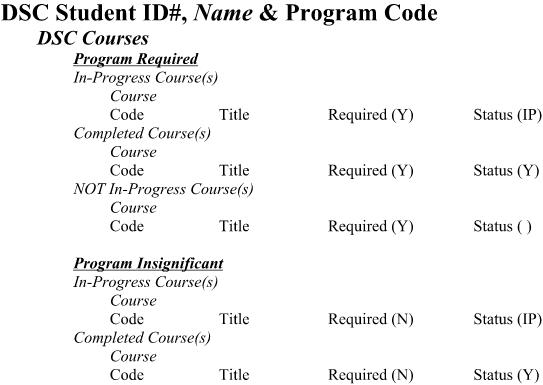 DSC Student ID#, Name & Program Code
DSC Courses
Program Required
In-Progress Course(s)
Course
Code Title Required (Y) Status (IP)
Completed Course(s)
Course
Code Title Required (Y) Status (Y)
NOT In-Progress Course(s)
Course
Code Title Required (Y) Status ( )
Program Insignificant
In-Progress Course(s)
Course
Code Title Required (N) Status (IP)
Completed Course(s)
Course
Code Title Required (N) Status (Y)